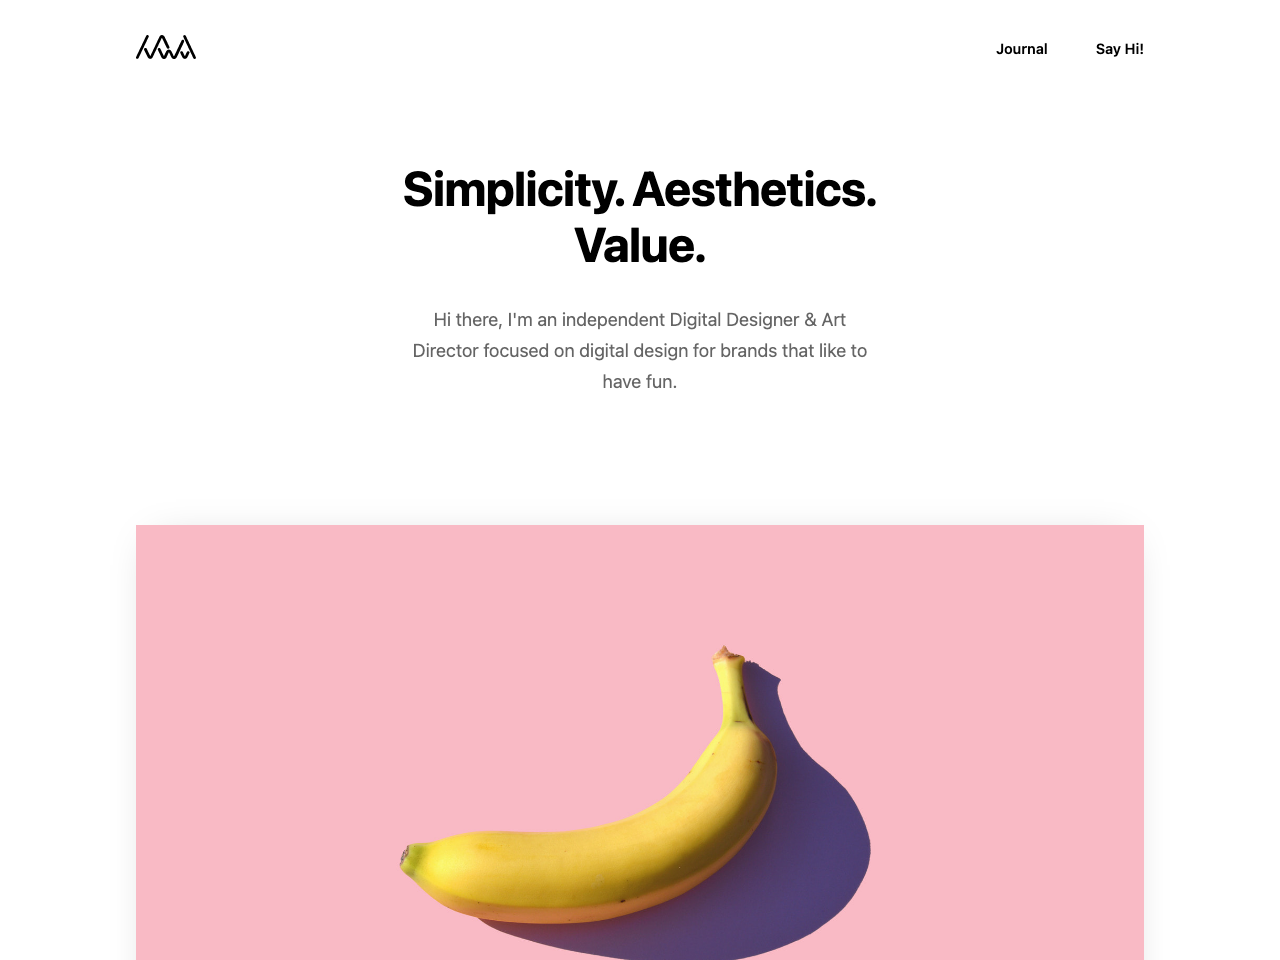 Journal
Say Hi!
Simplicity. Aesthetics.
Value.
Hi there, I'm an independent Digital Designer & Art
Director focused on digital design for brands that like to
have fun.